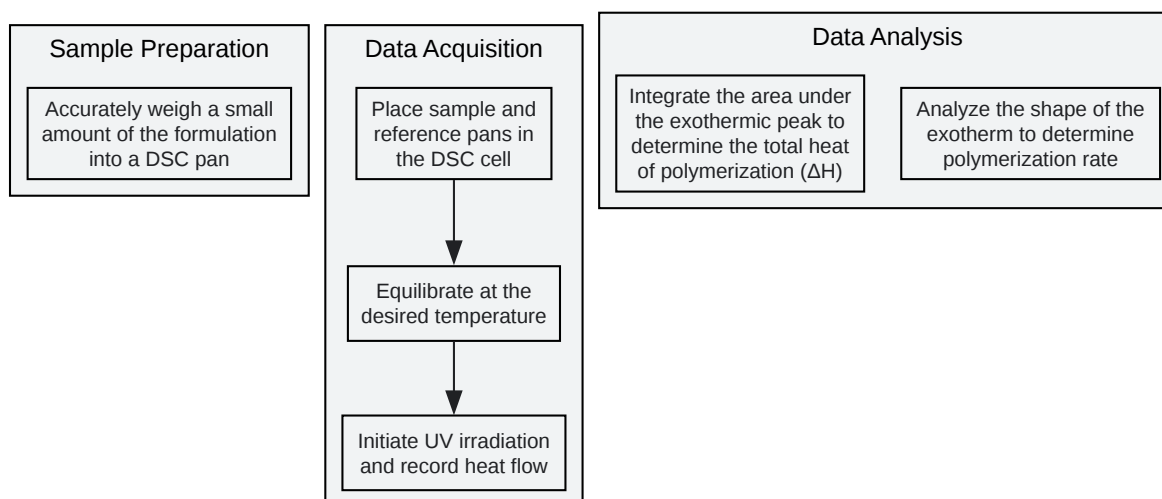 Sample Preparation
Accurately weigh a small
amount of the formulation
into a DSC pan
Data Acquisition
Place sample and
reference pans in
the DSC cell
Equilibrate at the
desired temperature
Initiate UV irradiation
and record heat flow
Data Analysis
Integrate the area under
the exothermic peak to
determine the total heat
of polymerization (ΔH)
Analyze the shape of the
exotherm to determine
polymerization rate